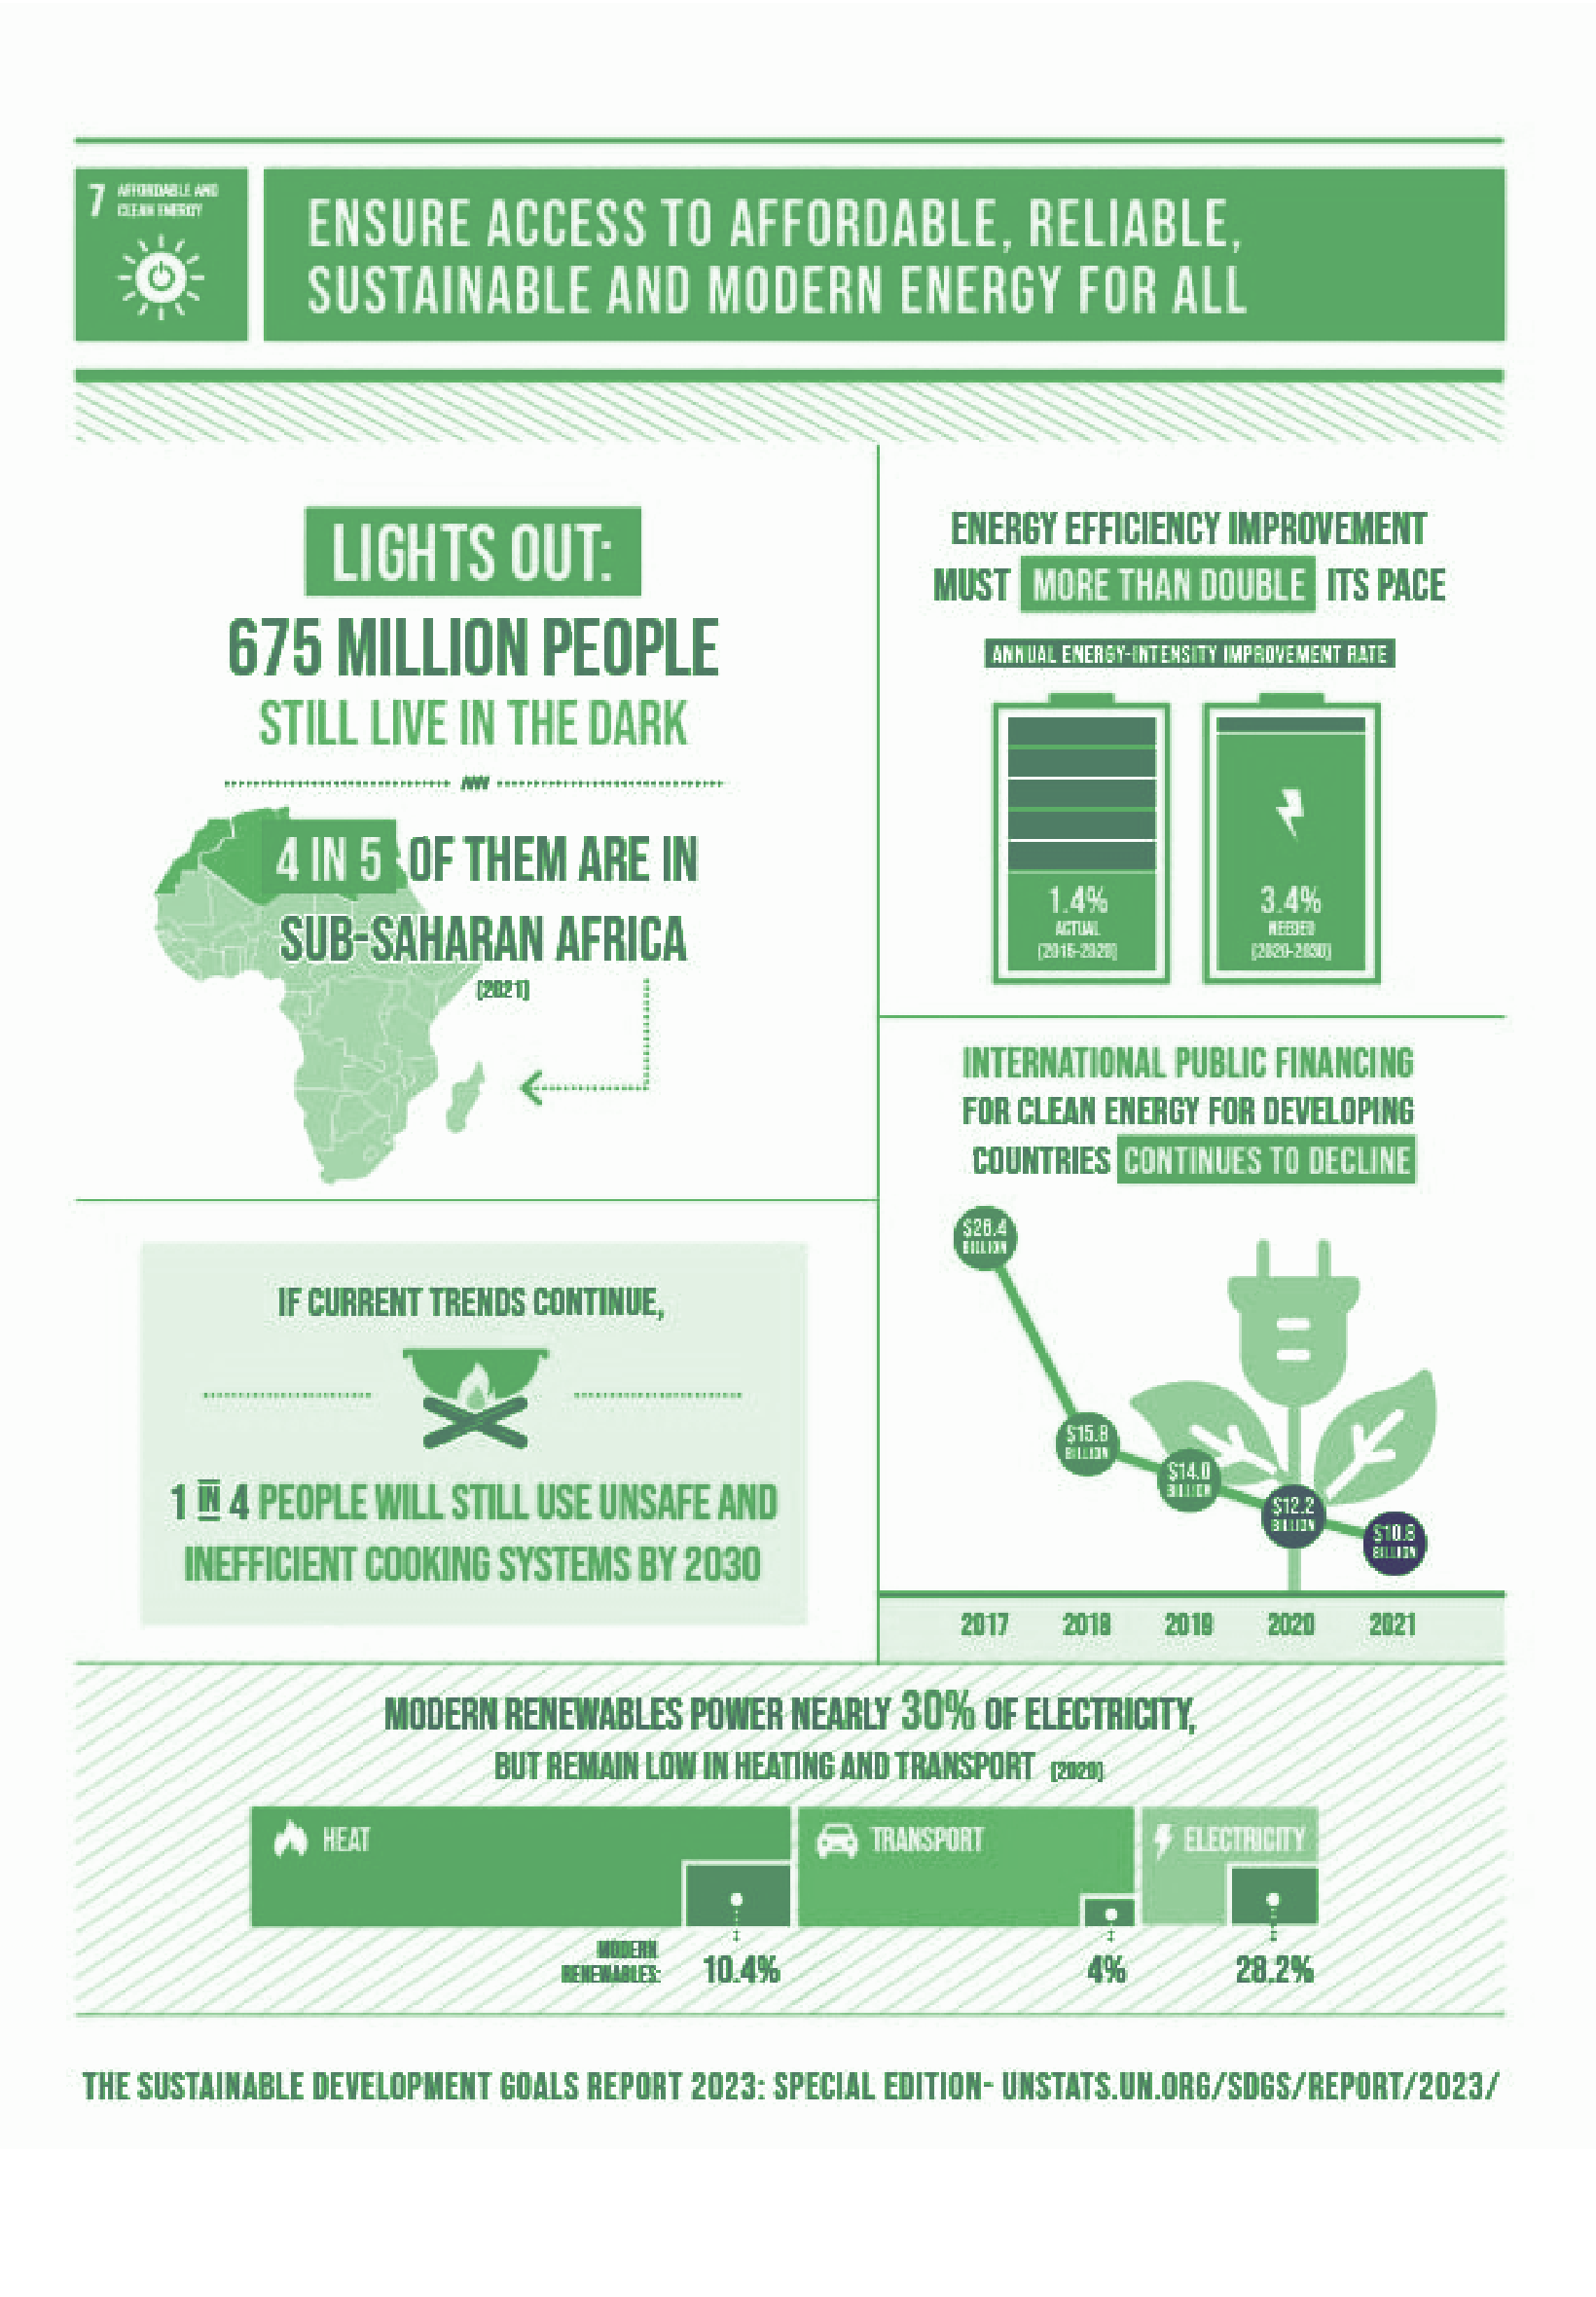 7 AFFORDABLE AND
CLEAN ENERGY
ENSURE ACCESS TO AFFORDABLE, RELIABLE,
SUSTAINABLE AND MODERN ENERGY FOR ALL
LIGHTS OUT:
675 MILLION PEOPLE
STILL LIVE IN THE DARK
4 IN 5 OF THEM ARE IN
SUB-SAHARAN AFRICA
(2021)
IF CURRENT TRENDS CONTINUE,
1 IN 4 PEOPLE WILL STILL USE UNSAFE AND
INEFFICIENT COOKING SYSTEMS BY 2030
ENERGY EFFICIENCY IMPROVEMENT
MUST MORE THAN DOUBLE ITS PACE
ANNUAL ENERGY-INTENSITY IMPROVEMENT RATE
1.4%
ACTUAL
(2015-2020)
3.4%
NEEDED
(2020-2030)
INTERNATIONAL PUBLIC FINANCING
FOR CLEAN ENERGY FOR DEVELOPING
COUNTRIES CONTINUES TO DECLINE
$26.4
BILLION
$15.8
BILLION
$14.0
BILLION
$12.2
BILLION
$10.8
BILLION
2017 2018 2019 2020 2021
MODERN RENEWABLES POWER NEARLY 30% OF ELECTRICITY,
BUT REMAIN LOW IN HEATING AND TRANSPORT (2020)
HEAT
TRANSPORT
ELECTRICITY
MODERN
RENEWABLES:
10.4%
4%
28.2%
THE SUSTAINABLE DEVELOPMENT GOALS REPORT 2023: SPECIAL EDITION- UNSTATS.UN.ORG/SDGS/REPORT/2023/